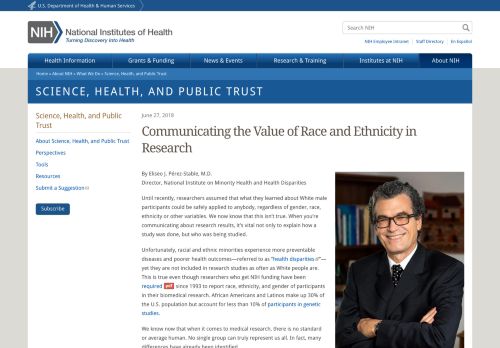 U.S. Department of Health & Human Services
NIH National Institutes of Health
Turning Discovery Into Health
Search NIH
NIH Employee Intranet | Staff Directory | En Español
Health Information
Grants & Funding
News & Events
Research & Training
Institutes at NIH
About NIH
Home » About NIH » What We Do » Science, Health, and Public Trust
SCIENCE, HEALTH, AND PUBLIC TRUST
Science, Health, and Public
Trust
About Science, Health, and Public Trust
Perspectives
Tools
Resources
Submit a Suggestion
Subscribe
June 27, 2018
Communicating the Value of Race and Ethnicity in
Research
By Eliseo J. Pérez-Stable, M.D.
Director, National Institute on Minority Health and Health Disparities
Until recently, researchers assumed that what they learned about White male
participants could be safely applied to anybody, regardless of gender, race,
ethnicity or other variables. We now know that this isn't true. When you're
communicating about research results, it's vital not only to explain how a
study was done, but who was being studied.
Unfortunately, racial and ethnic minorities experience more preventable
diseases and poorer health outcomes—referred to as "health disparities"—
yet they are not included in research studies as often as White people are.
This is true even though researchers who get NIH funding have been
required since 1993 to report race, ethnicity, and gender of participants
in their biomedical research. African Americans and Latinos make up 30% of
the U.S. population but account for less than 10% of participants in genetic
studies.
We know now that when it comes to medical research, there is no standard
or average human. No single group can truly represent us all. In fact, many
differences have already been identified